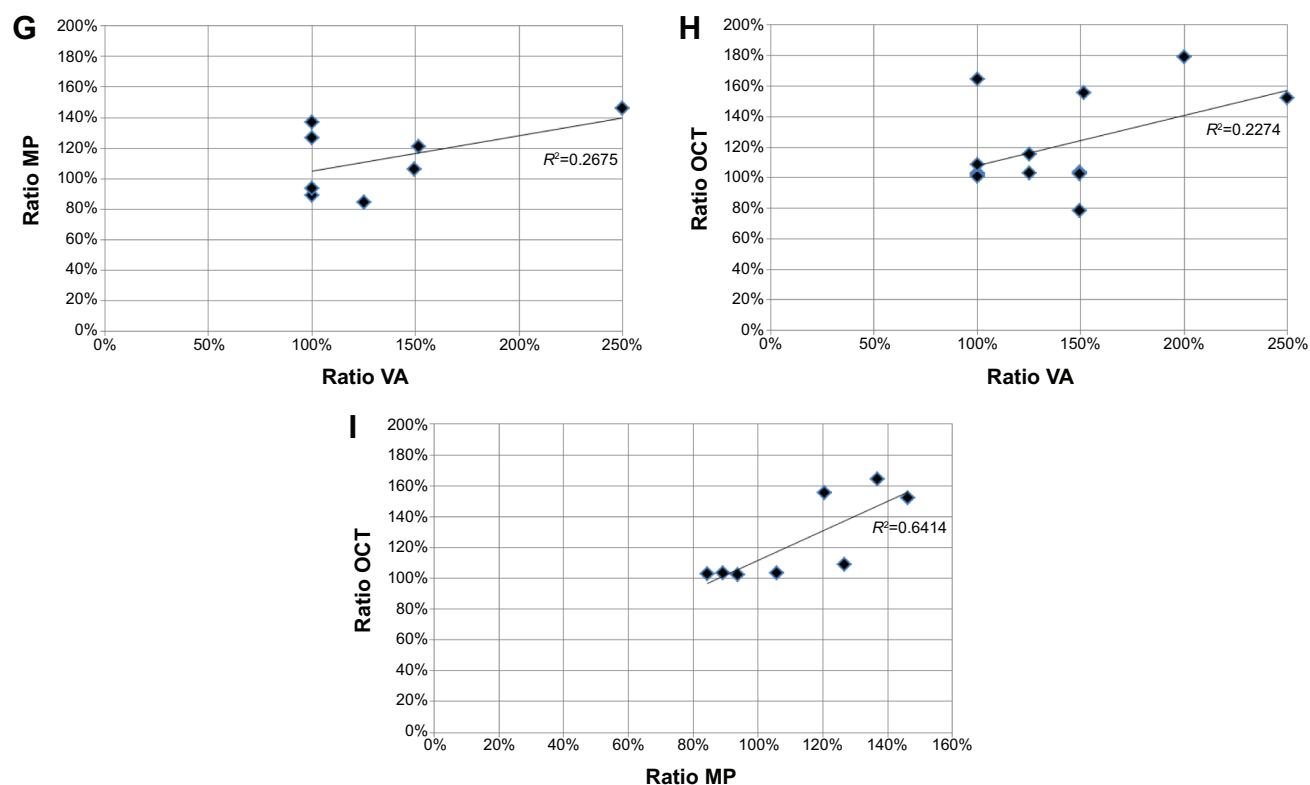 G
200%
180%
160%
140%
120%
100%
80%
60%
40%
20%
0%
Ratio MP
R²=0.2675
0% 50% 100% 150% 200% 250%
Ratio VA
H
200%
180%
160%
140%
120%
100%
80%
60%
40%
20%
0%
Ratio OCT
R²=0.2274
0% 50% 100% 150% 200% 250%
Ratio VA
I
200%
180%
160%
140%
120%
100%
80%
60%
40%
20%
0%
Ratio OCT
R²=0.6414
0% 20% 40% 60% 80% 100% 120% 140% 160%
Ratio MP